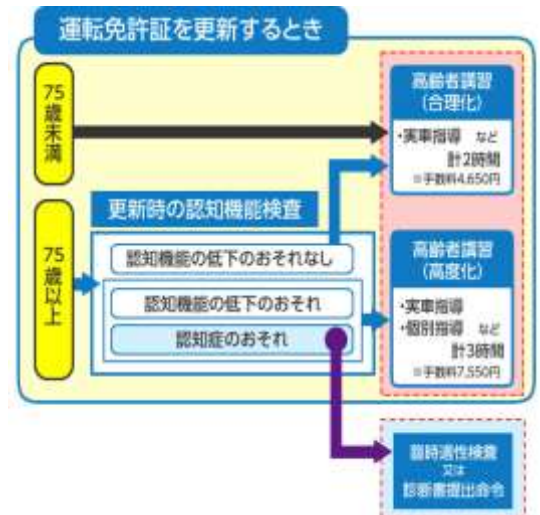 運転免許証を更新するとき
75歳未満
高齢者講習
(合理化)
・実車指導 など
計2時間
※手数料4,650円
75歳以上
更新時の認知機能検査
認知機能の低下のおそれなし
認知機能の低下のおそれ
認知症のおそれ
高齢者講習
(高度化)
・実車指導
・個別指導 など
計3時間
※手数料7,550円
臨時適性検査
又は
診断書提出命令